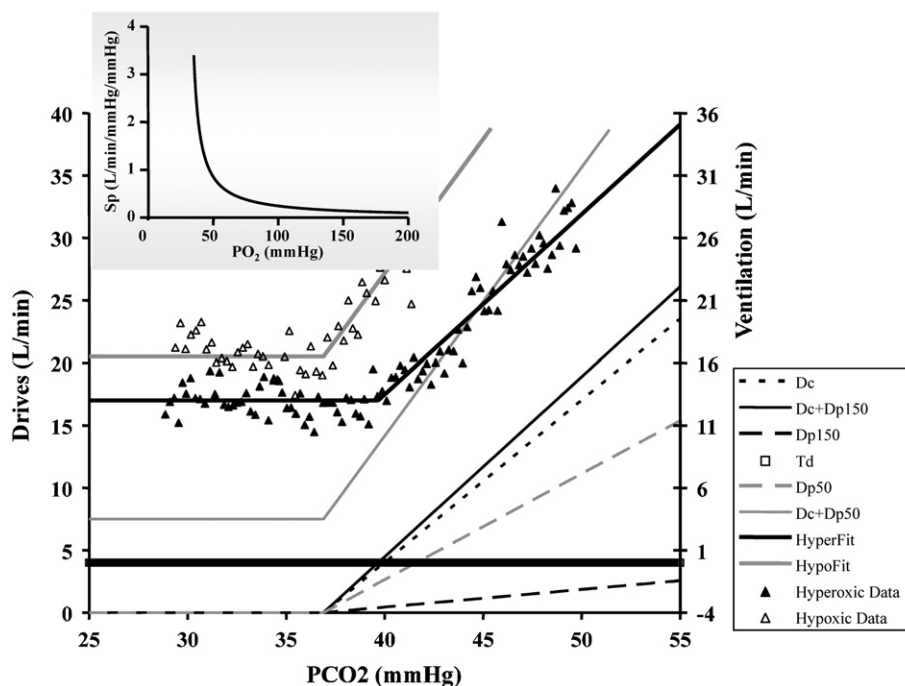 4
3
2
1
0
Sp (L/min/mmHg/mmHg)
0 50 100 150 200
PO2 (mmHg)
40
35
30
25
20
15
10
5
0
Drives (L/min)
36
31
26
21
16
11
6
1
-4
Ventilation (L/min)
25 30 35 40 45 50 55
PCO2 (mmHg)
Dc
Dc+Dp150
Dp150
Td
Dp50
Dc+Dp50
HyperFit
HypoFit
Hyperoxic Data
Hypoxic Data